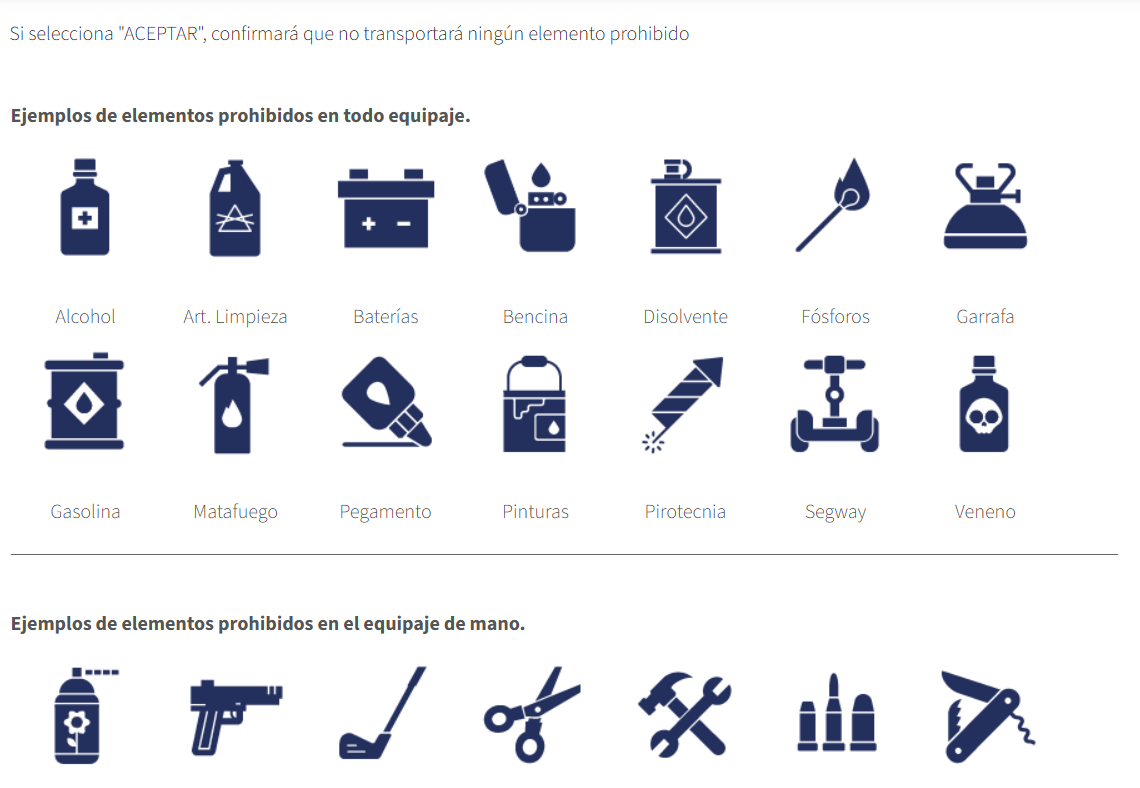 Si selecciona "ACEPTAR", confirmará que no transportará ningún elemento prohibido
Ejemplos de elementos prohibidos en todo equipaje.
Alcohol Art. Limpieza Baterías Bencina Disolvente Fósforos Garrafa
Gasolina Matafuego Pegamento Pinturas Pirotecnia Segway Veneno
Ejemplos de elementos prohibidos en el equipaje de mano.